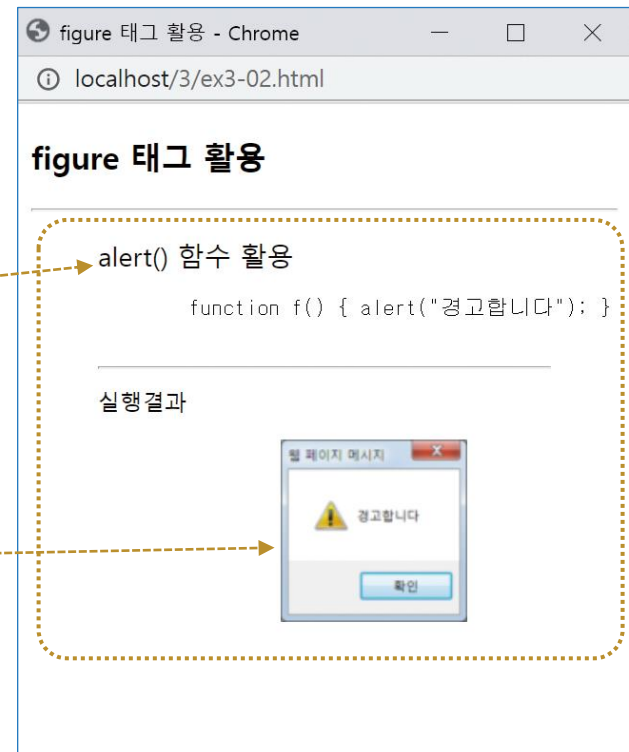 figure 태그 활용 - Chrome
localhost/3/ex3-02.html
figure 태그 활용
alert() 함수 활용
function f() { alert("경고합니다"); }
실행결과
웹 페이지 메시지
경고합니다
확인